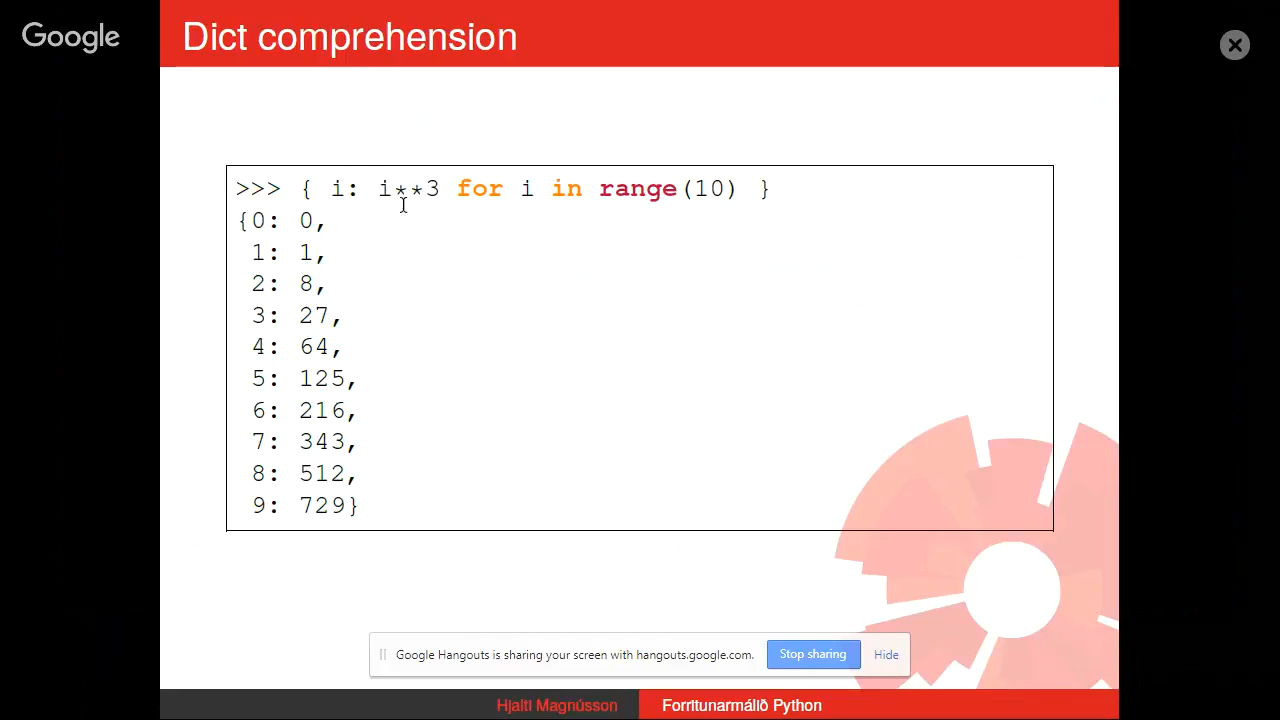 Google
Dict comprehension
>>> { i: i**3 for i in range(10) }
{0: 0,
1: 1,
2: 8,
3: 27,
4: 64,
5: 125,
6: 216,
7: 343,
8: 512,
9: 729}
Google Hangouts is sharing your screen with hangouts.google.com. Stop sharing Hide
Hjalti Magnússon Forritunarmálið Python